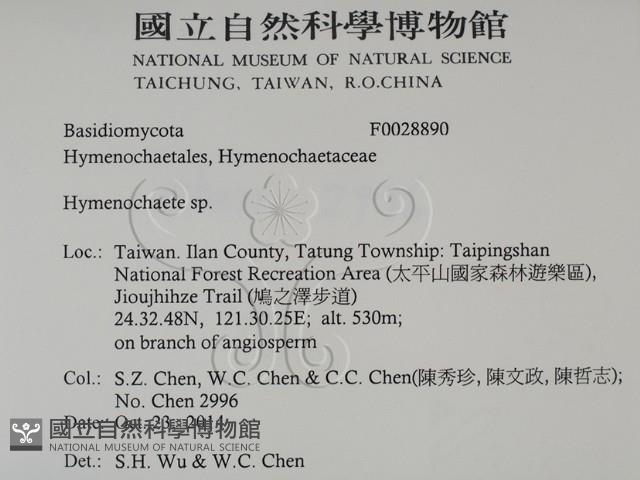 國立自然科學博物館
NATIONAL MUSEUM OF NATURAL SCIENCE
TAICHUNG, TAIWAN, R.O.CHINA
Basidiomycota F0028890
Hymenochaetales, Hymenochaetaceae
Hymenochaete sp.
Loc.: Taiwan. Ilan County, Tatung Township: Taipingshan
National Forest Recreation Area (太平山國家森林遊樂區),
Jioujhihze Trail (鳩之澤步道)
24.32.48N, 121.30.25E; alt. 530m;
on branch of angiosperm
Col.: S.Z. Chen, W.C. Chen & C.C. Chen(陳秀珍, 陳文政, 陳哲志);
No. Chen 2996
Date: Oct. 23, 2014
國立自然科學博物館
NATIONAL MUSEUM OF NATURAL SCIENCE
Det.: S.H. Wu & W.C. Chen